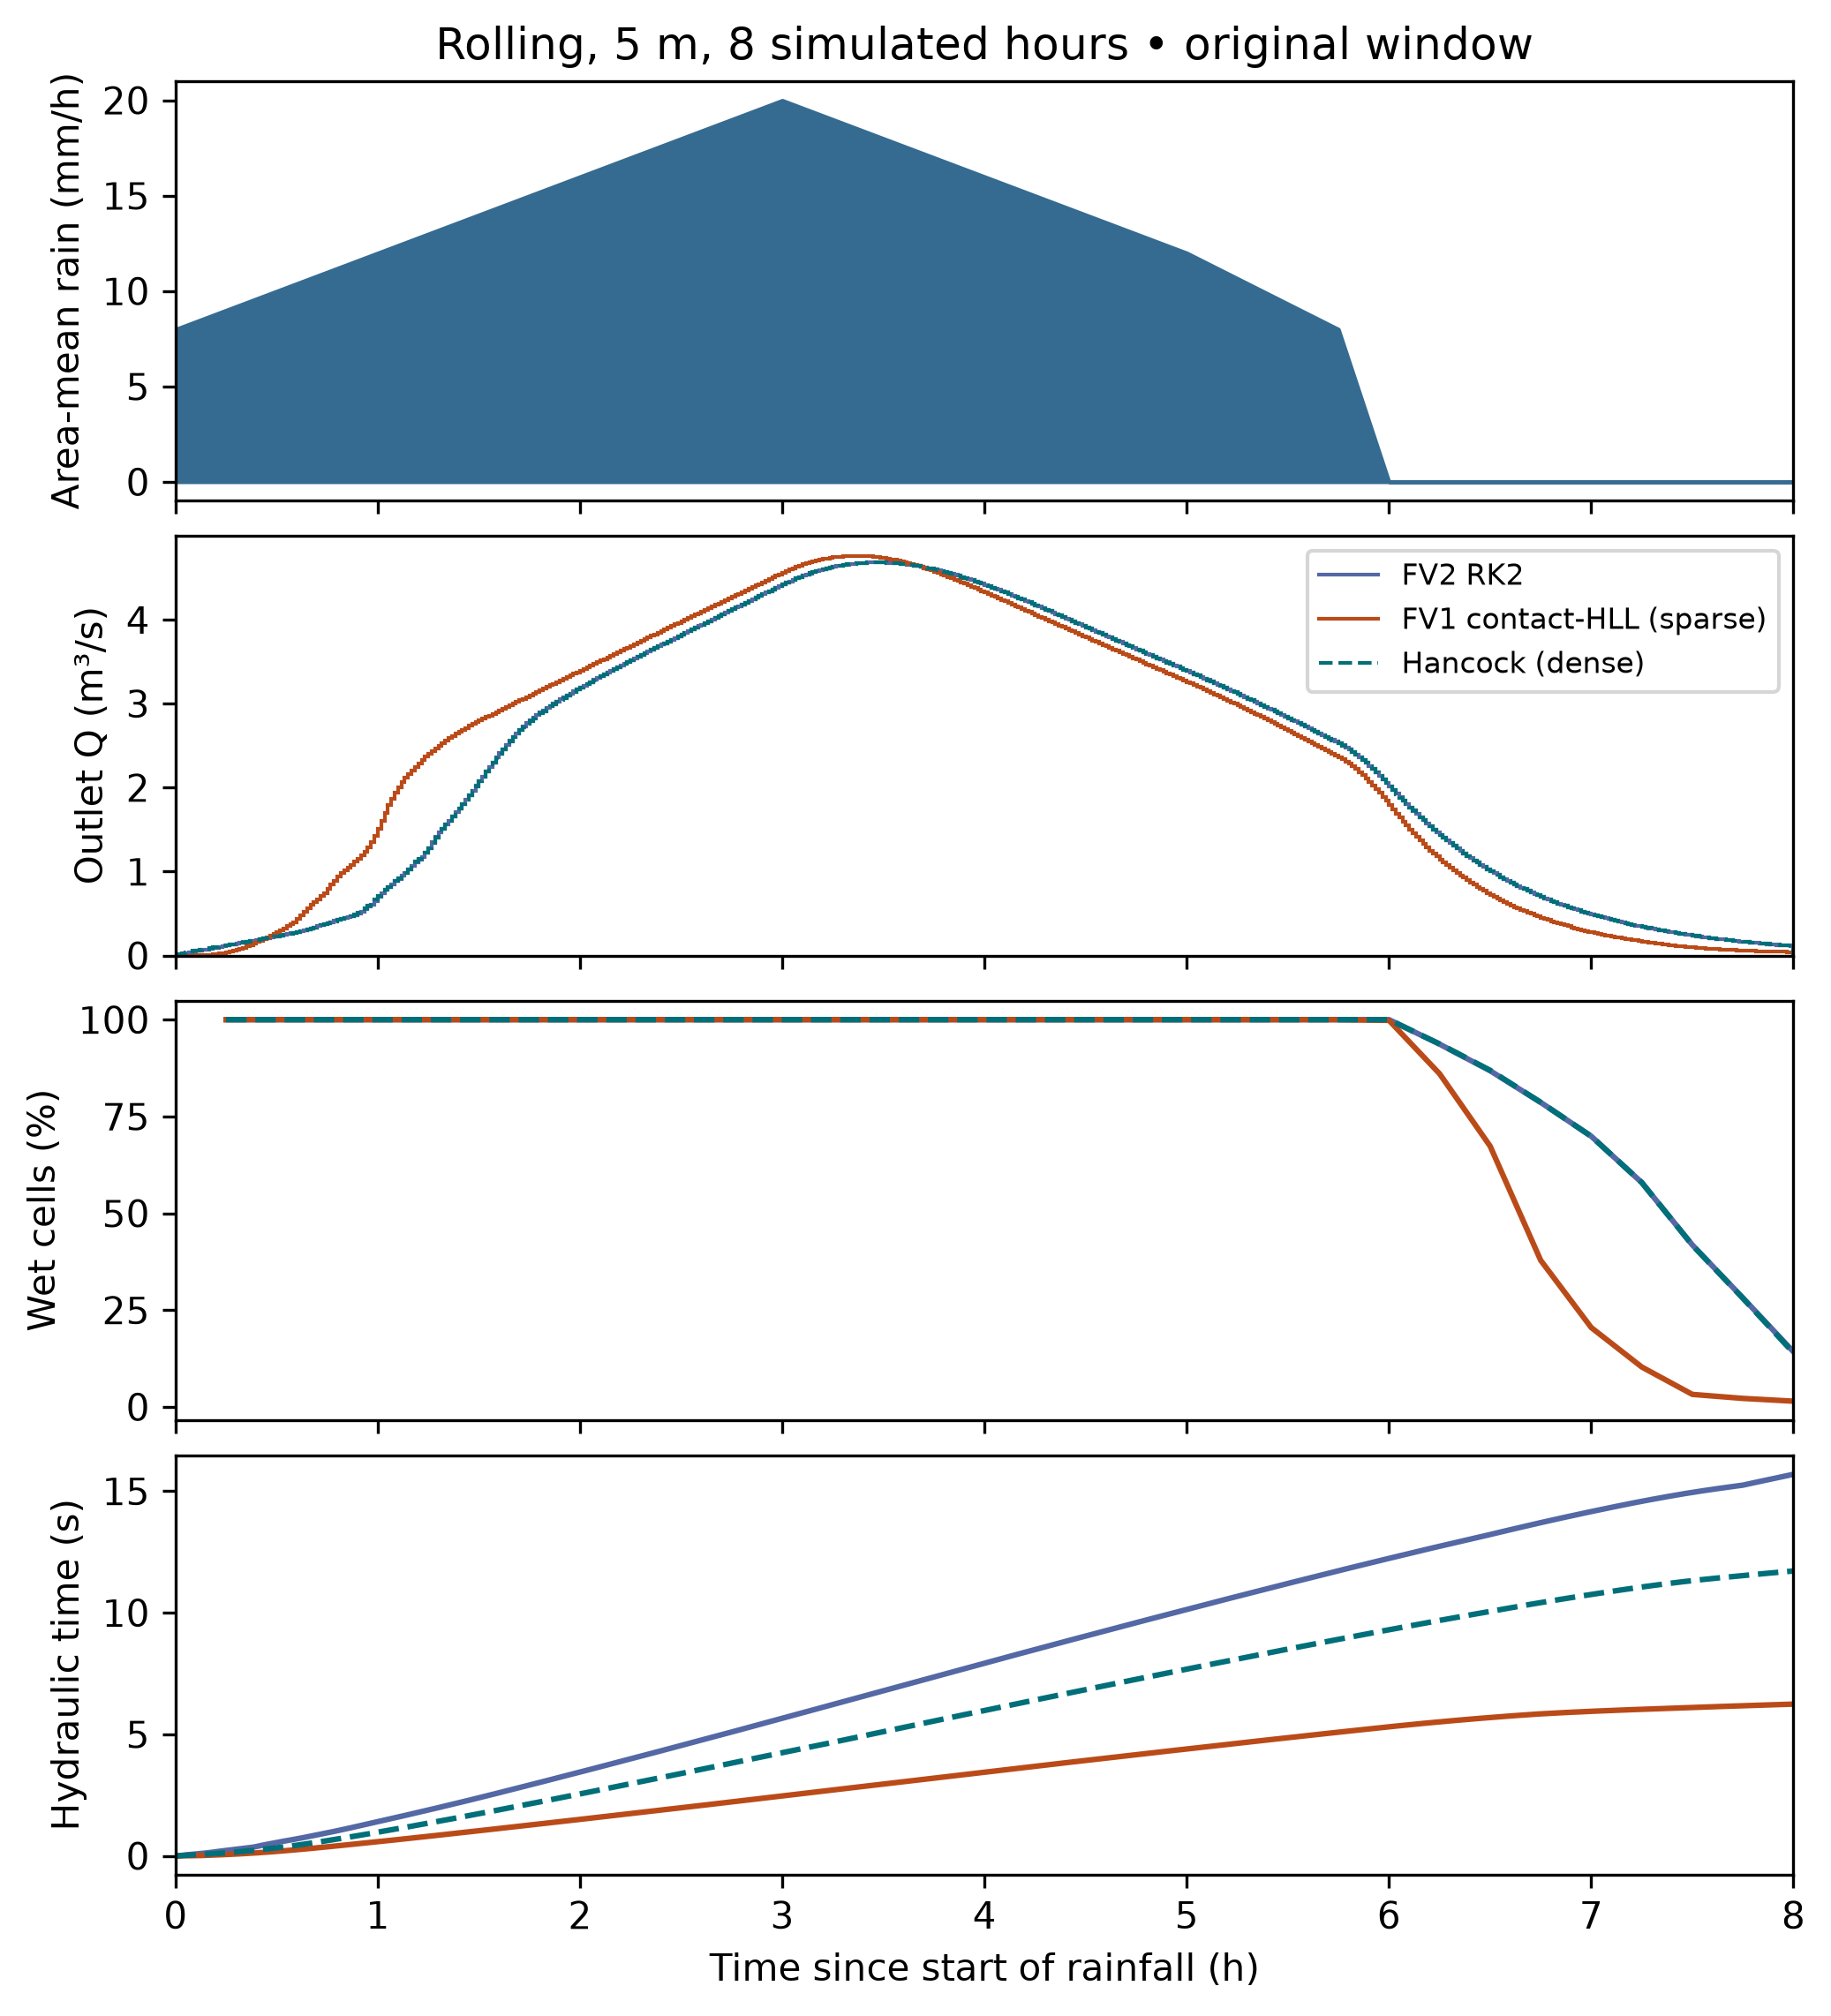 Rolling, 5 m, 8 simulated hours • original window
Area-mean rain (mm/h)
20
15
10
5
0
Outlet Q (m³/s)
4
3
2
1
0
FV2 RK2
FV1 contact-HLL (sparse)
Hancock (dense)
Wet cells (%)
100
75
50
25
0
Hydraulic time (s)
15
10
5
0
0 1 2 3 4 5 6 7 8
Time since start of rainfall (h)